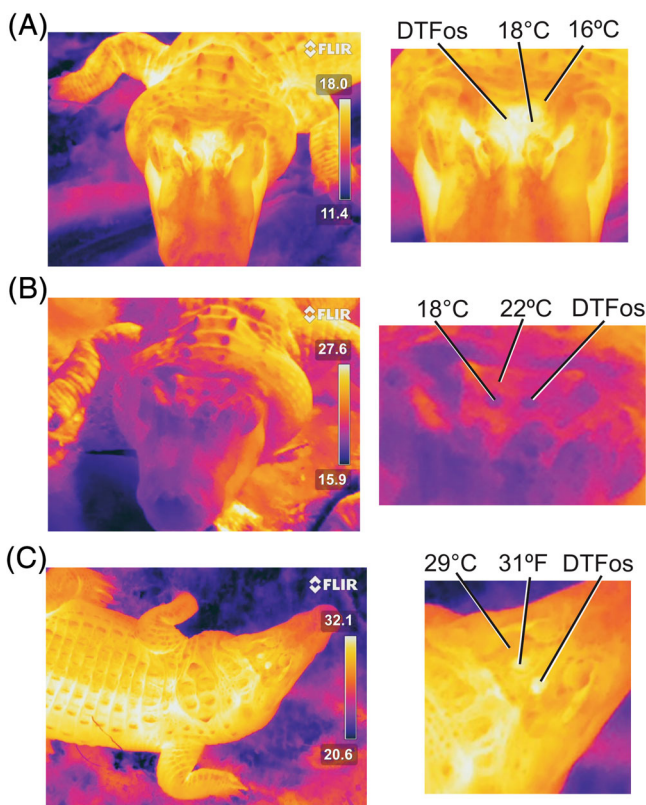 (A)
FLIR
18.0
11.4
DTFos 18°C 16ºC
(B)
FLIR
27.6
15.9
18°C 22ºC DTFos
(C)
FLIR
32.1
20.6
29°C 31ºF DTFos